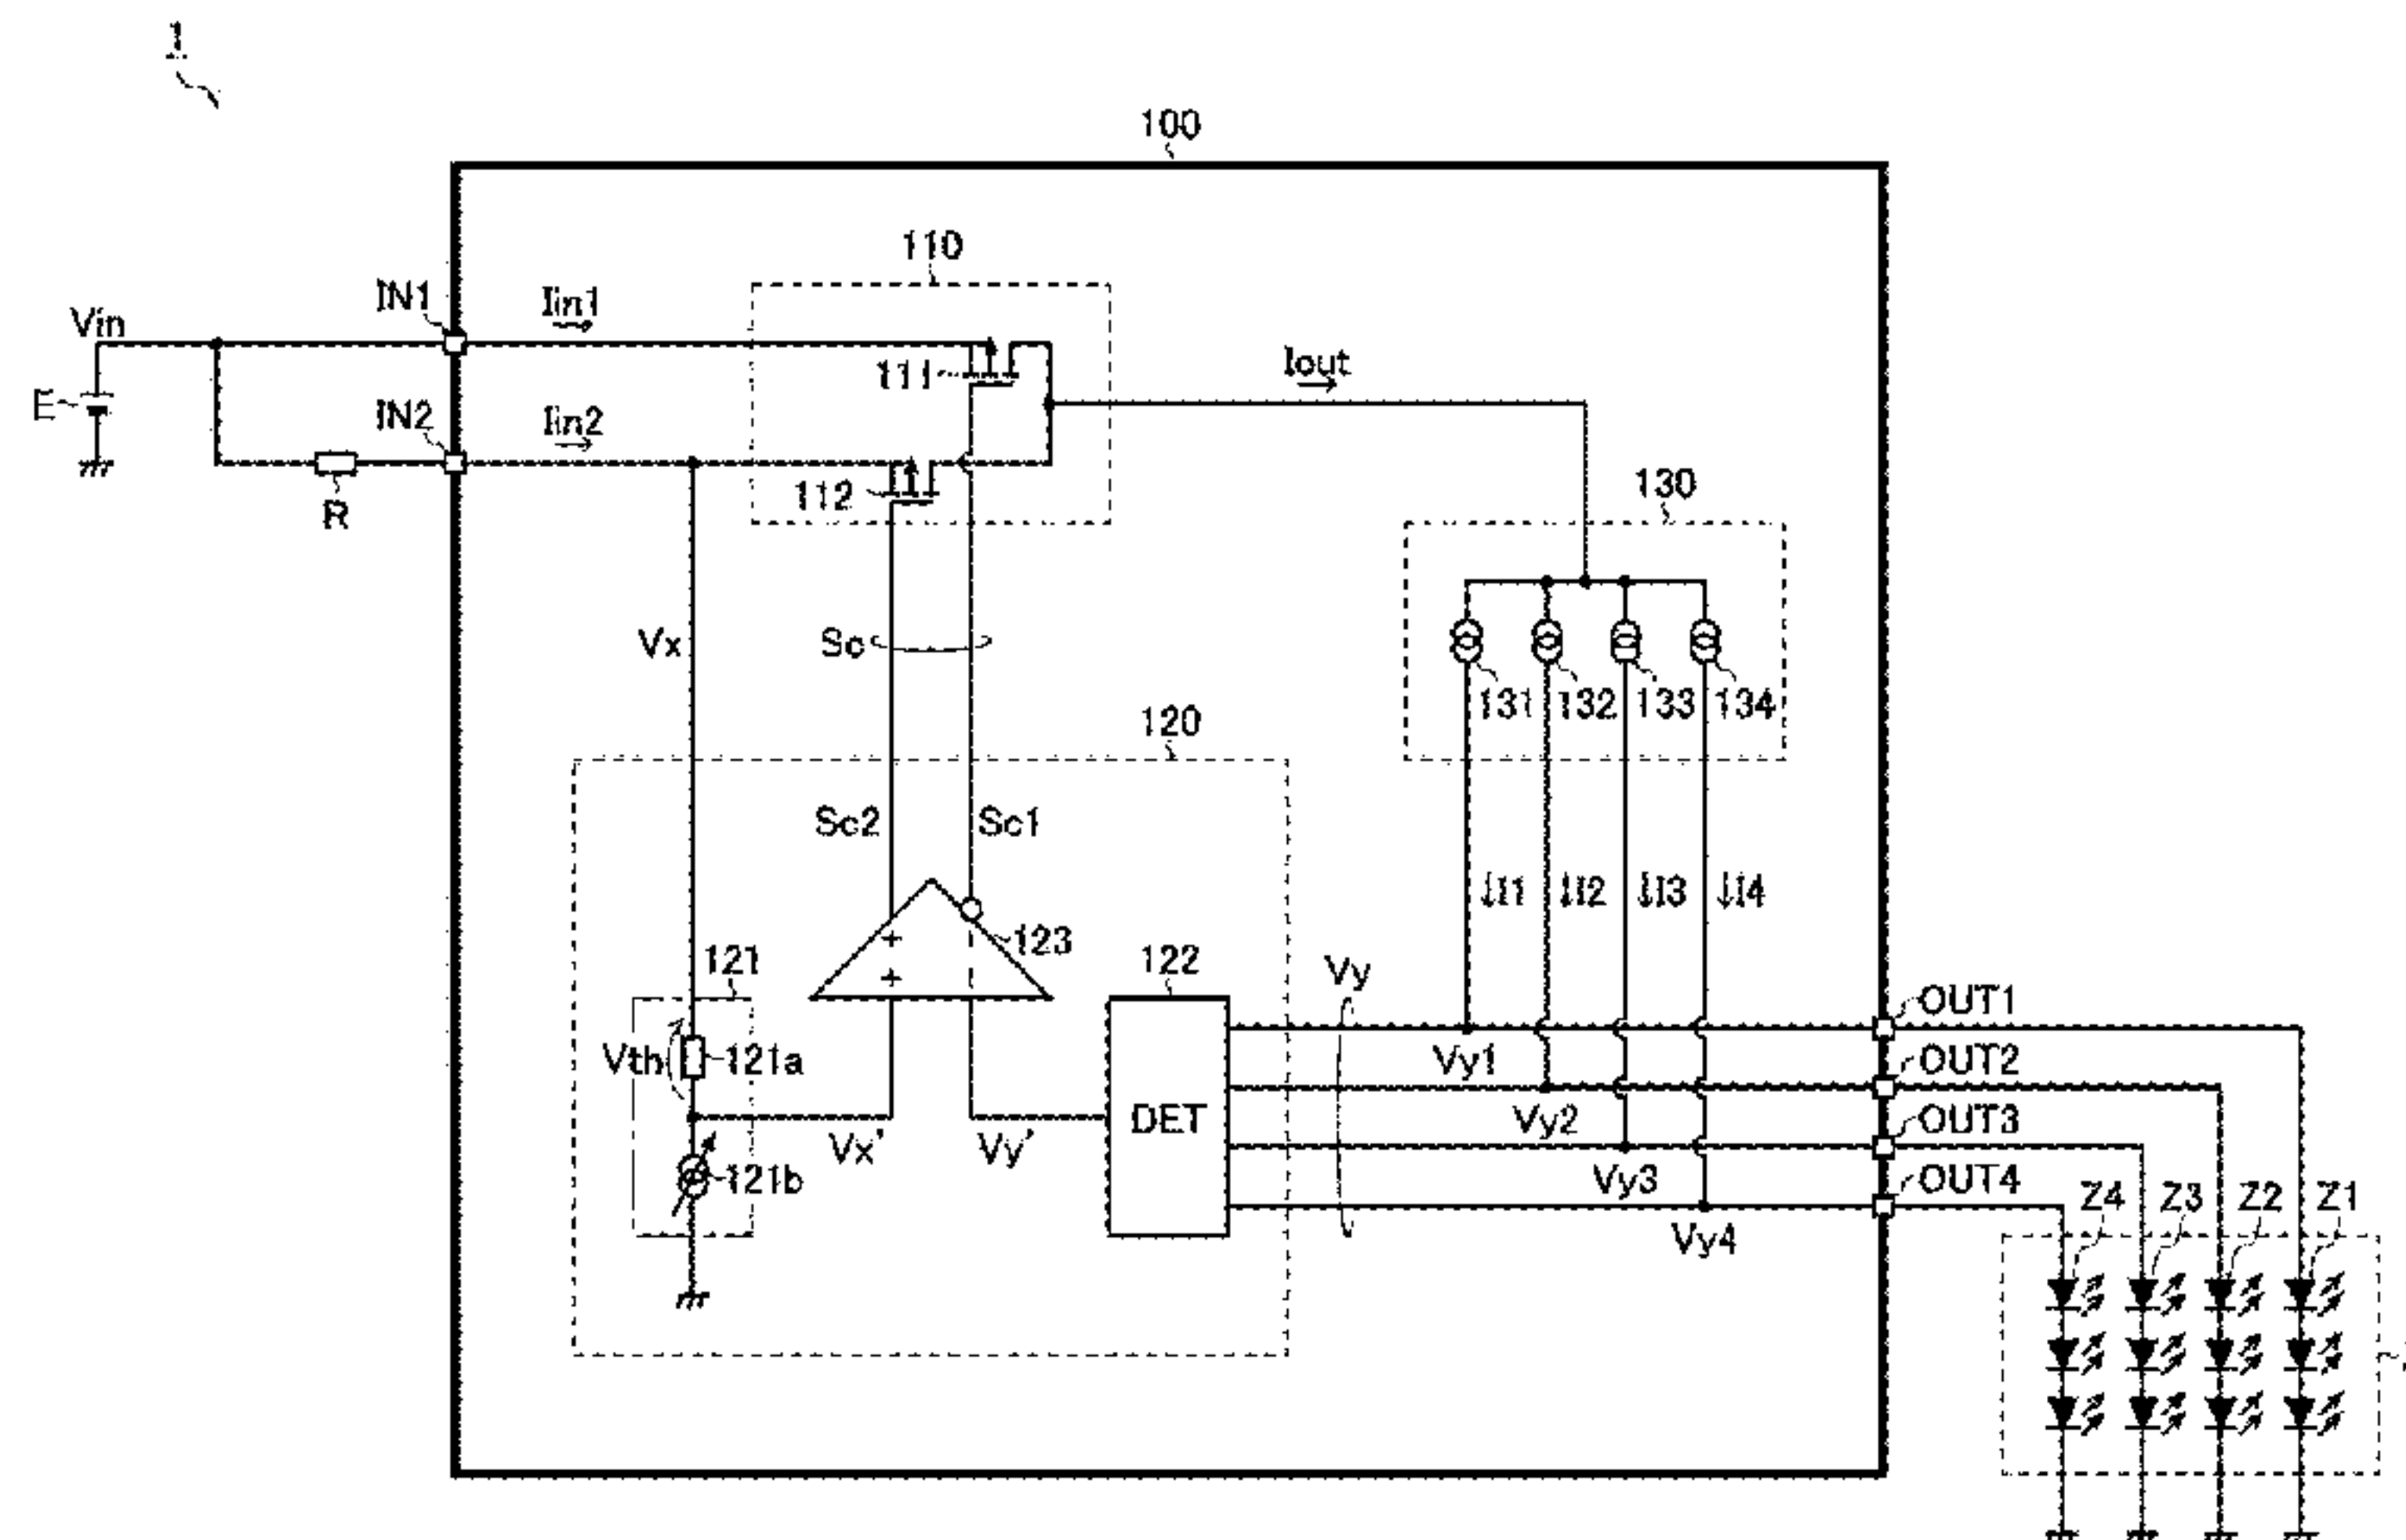 1
100
110
IN1
Iin1
Vin
111
Iout
E
IN2
Iin2
112
130
R
Vx
Sc
131 132 133 134
120
Sc2
Sc1
I1 I2 I3 I4
123
121
122
Vy
+ -
+ -
OUT1
Vth
121a
Vy1
OUT2
DET
Vy2
OUT3
Vx'
Vy'
121b
Vy3
OUT4
Z4 Z3 Z2 Z1
Vy4